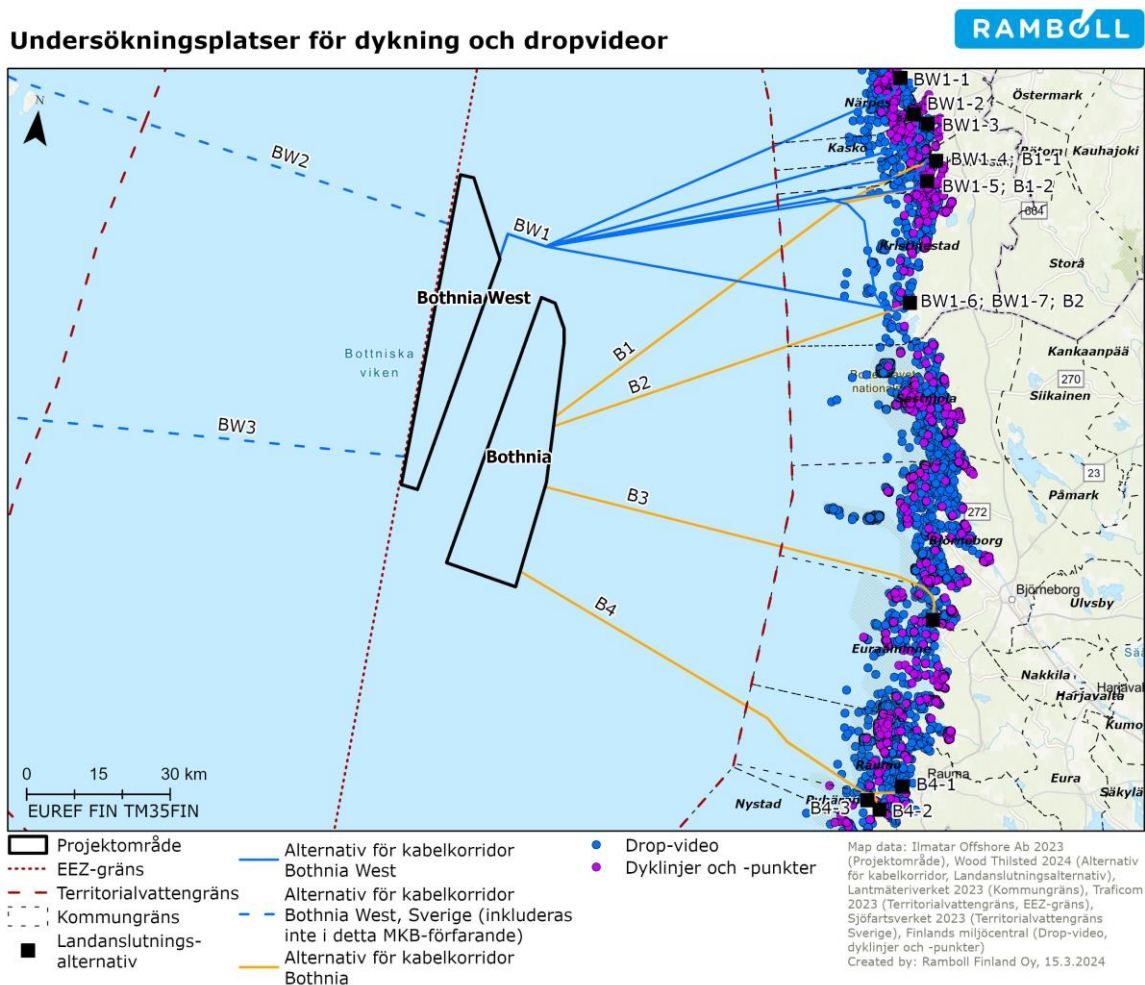 Undersökningsplatser för dykning och dropvideor
RAMBOLL
N
BW2
BW1
BW3
Bothnia West
Bottniska
viken
Bothnia
B1
B2
B3
B4
BW1-1
BW1-2
BW1-3
BW1-4; B1-1
BW1-5; B1-2
BW1-6; BW1-7; B2
B4-1
B4-2
B4-3
Närpes
Kaskö
Östermark
Kauhajoki
664
Kristinestad
Storå
Kankaanpää
270
Siikainen
Sastmola
23
Påmark
272
Björneborg
Björneborg
Ulvsby
Euraåminne
Nakkila
Harjavalta
Kumo
Raumo
Rauma
Eura
Säkylä
Nystad
0 15 30 km
EUREF FIN TM35FIN
Projektområde
EEZ-gräns
Territorialvattengräns
Kommungräns
Landanslutnings-
alternativ
Alternativ för kabelkorridor
Bothnia West
Alternativ för kabelkorridor
Bothnia West, Sverige (inkluderas
inte i detta MKB-förfarande)
Alternativ för kabelkorridor
Bothnia
Drop-video
Dyklinjer och -punkter
Map data: Ilmatar Offshore Ab 2023
(Projektområde), Wood Thilsted 2024 (Alternativ
för kabelkorridor, Landanslutningsalternativ),
Lantmäteriverket 2023 (Kommungräns), Traficom
2023 (Territorialvattengräns, EEZ-gräns),
Sjöfartsverket 2023 (Territorialvattengräns
Sverige), Finlands miljöcentral (Drop-video,
dyklinjer och -punkter)
Created by: Ramboll Finland Oy, 15.3.2024